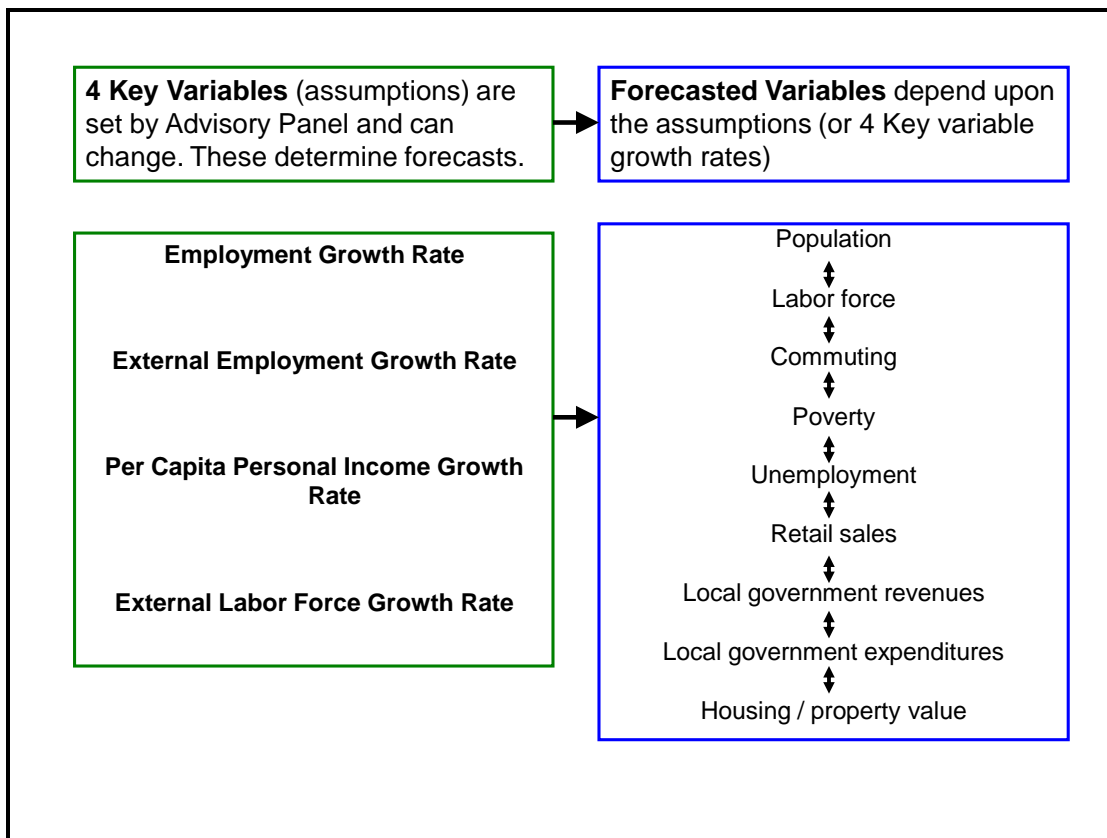 4 Key Variables (assumptions) are
set by Advisory Panel and can
change. These determine forecasts.
Forecasted Variables depend upon
the assumptions (or 4 Key variable
growth rates)
Employment Growth Rate
External Employment Growth Rate
Per Capita Personal Income Growth
Rate
External Labor Force Growth Rate
Population
Labor force
Commuting
Poverty
Unemployment
Retail sales
Local government revenues
Local government expenditures
Housing / property value